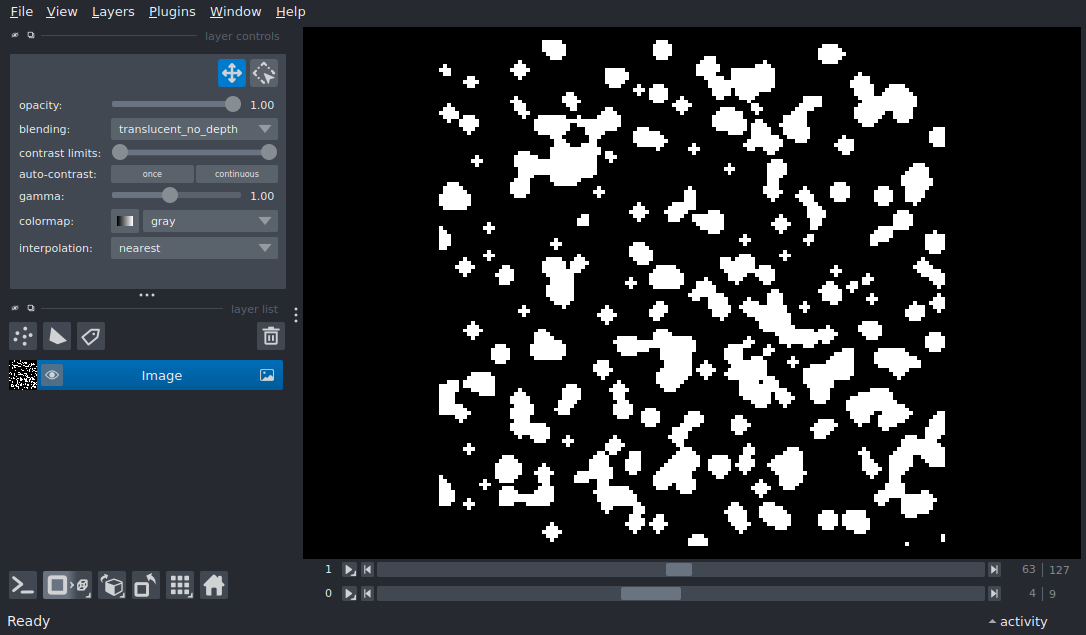 File View Layers Plugins Window Help
layer controls
opacity: 1.00
blending: translucent_no_depth
contrast limits:
auto-contrast: once continuous
gamma: 1.00
colormap: gray
interpolation: nearest
layer list
Image
1 63 127
0 4 9
Ready activity